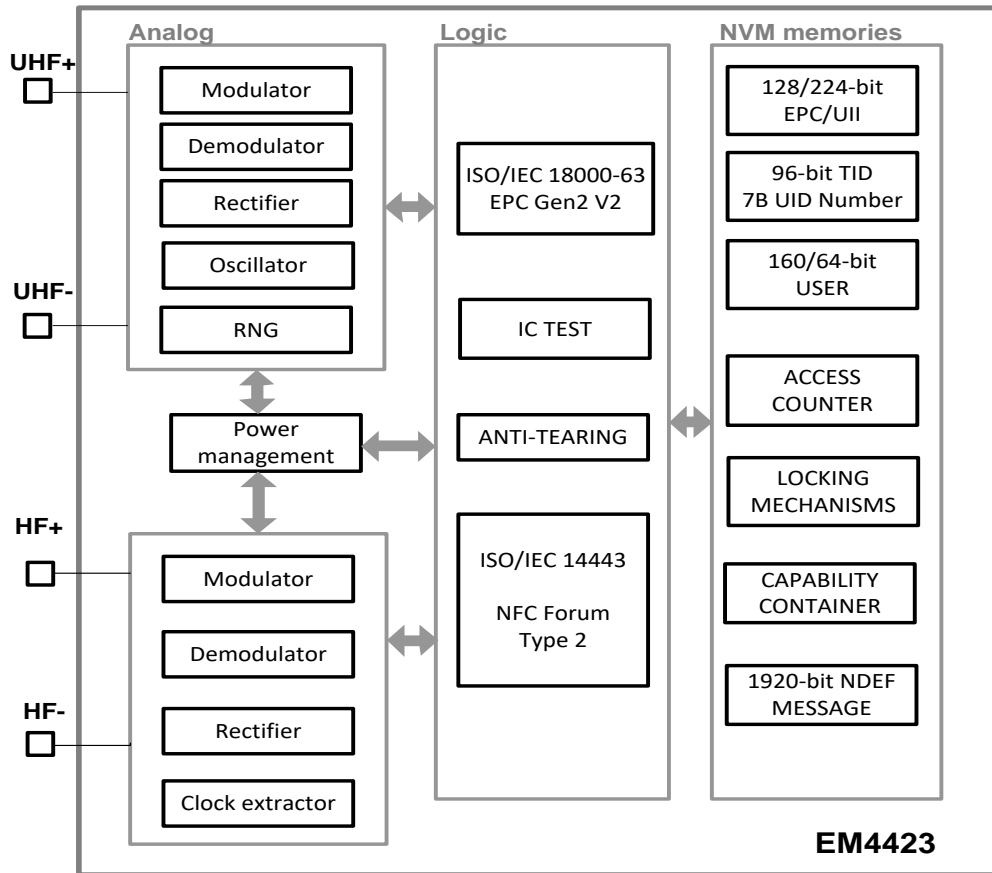 Analog
UHF+
Modulator
Demodulator
Rectifier
Oscillator
UHF-
RNG
Power
management
HF+
Modulator
Demodulator
HF-
Rectifier
Clock extractor
Logic
ISO/IEC 18000-63
EPC Gen2 V2
IC TEST
ANTI-TEARING
ISO/IEC 14443
NFC Forum
Type 2
NVM memories
128/224-bit
EPC/UII
96-bit TID
7B UID Number
160/64-bit
USER
ACCESS
COUNTER
LOCKING
MECHANISMS
CAPABILITY
CONTAINER
1920-bit NDEF
MESSAGE
EM4423